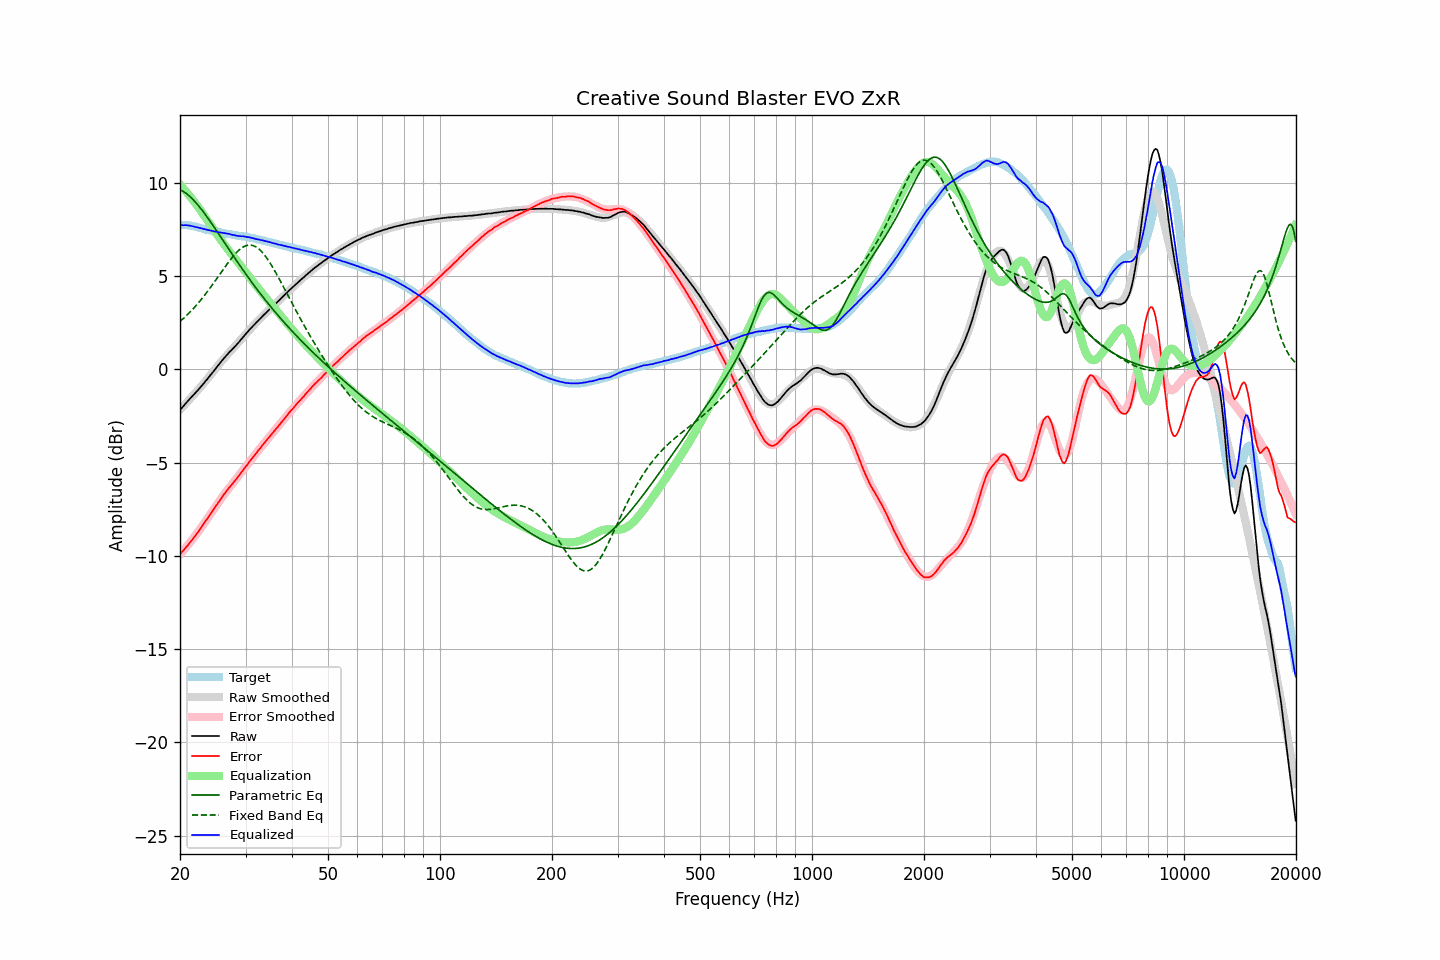 Creative Sound Blaster EVO ZxR
Amplitude (dBr)
10
5
0
−5
−10
−15
−20
−25
Target
Raw Smoothed
Error Smoothed
Raw
Error
Equalization
Parametric Eq
Fixed Band Eq
Equalized
20 50 100 200 500 1000 2000 5000 10000 20000
Frequency (Hz)